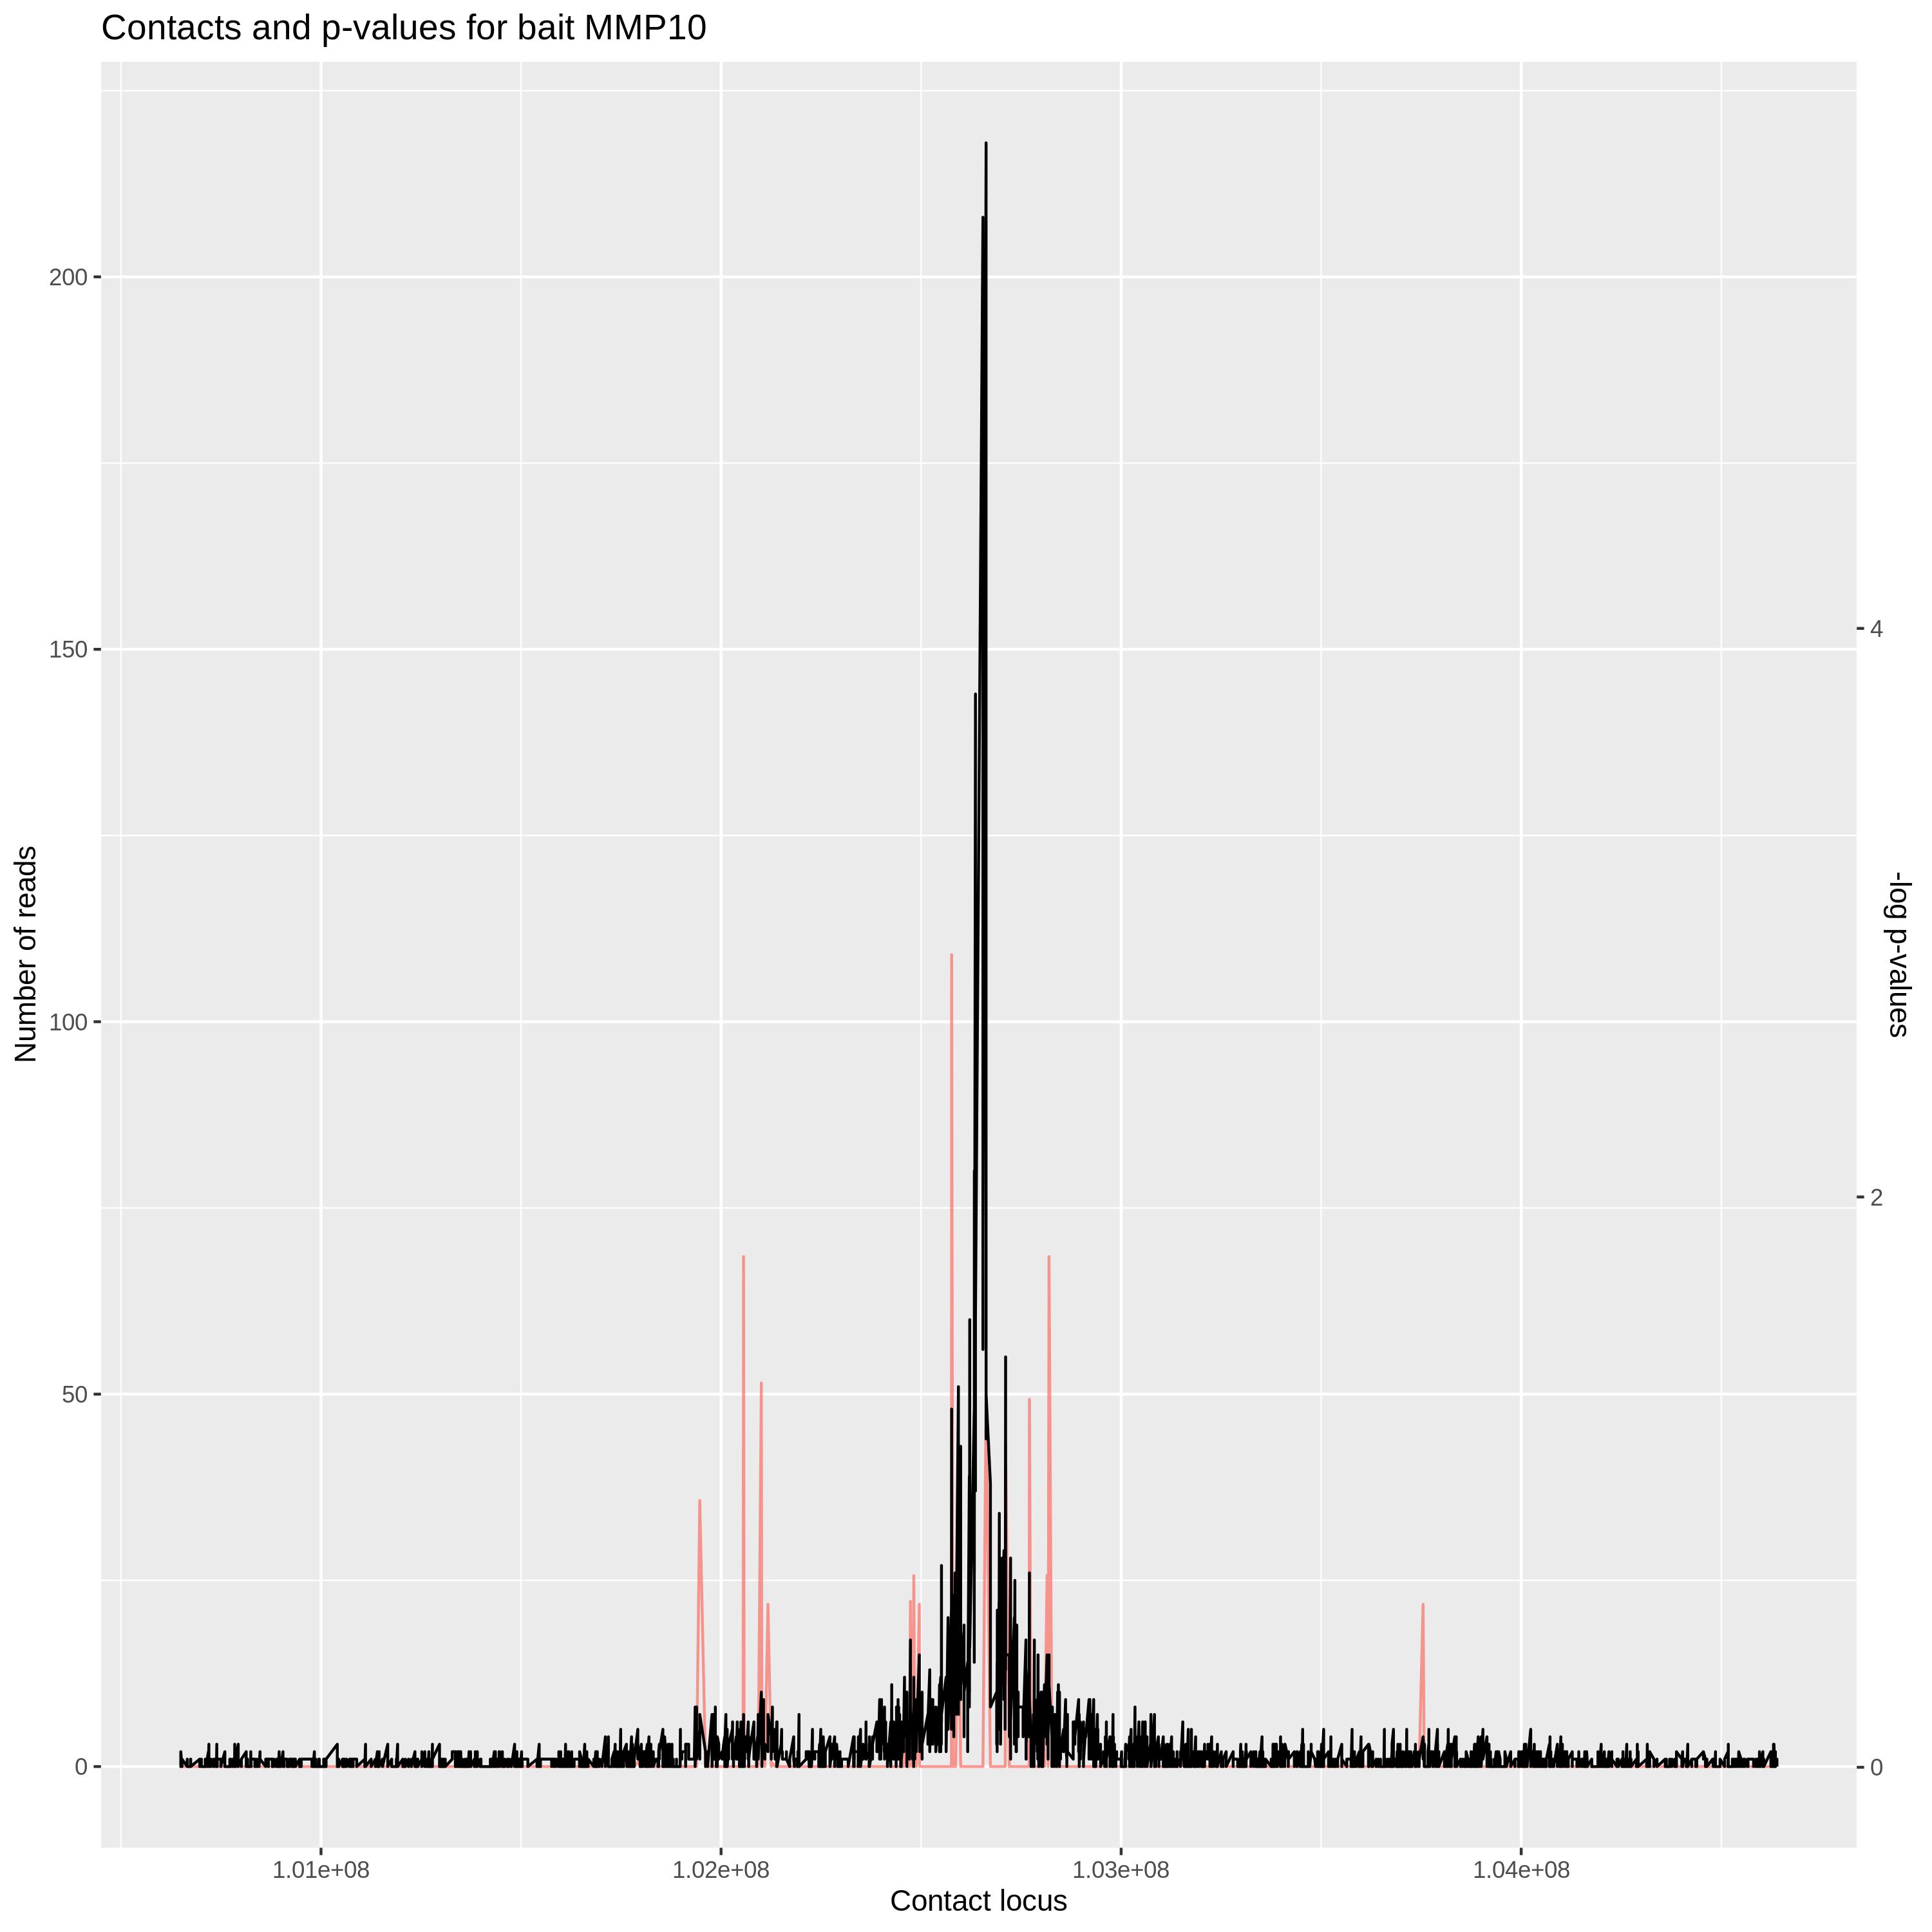 Contacts and p-values for bait MMP10
Number of reads
200
150
100
50
0
4
2
0
-log p-values
1.01e+08
1.02e+08
1.03e+08
1.04e+08
Contact locus